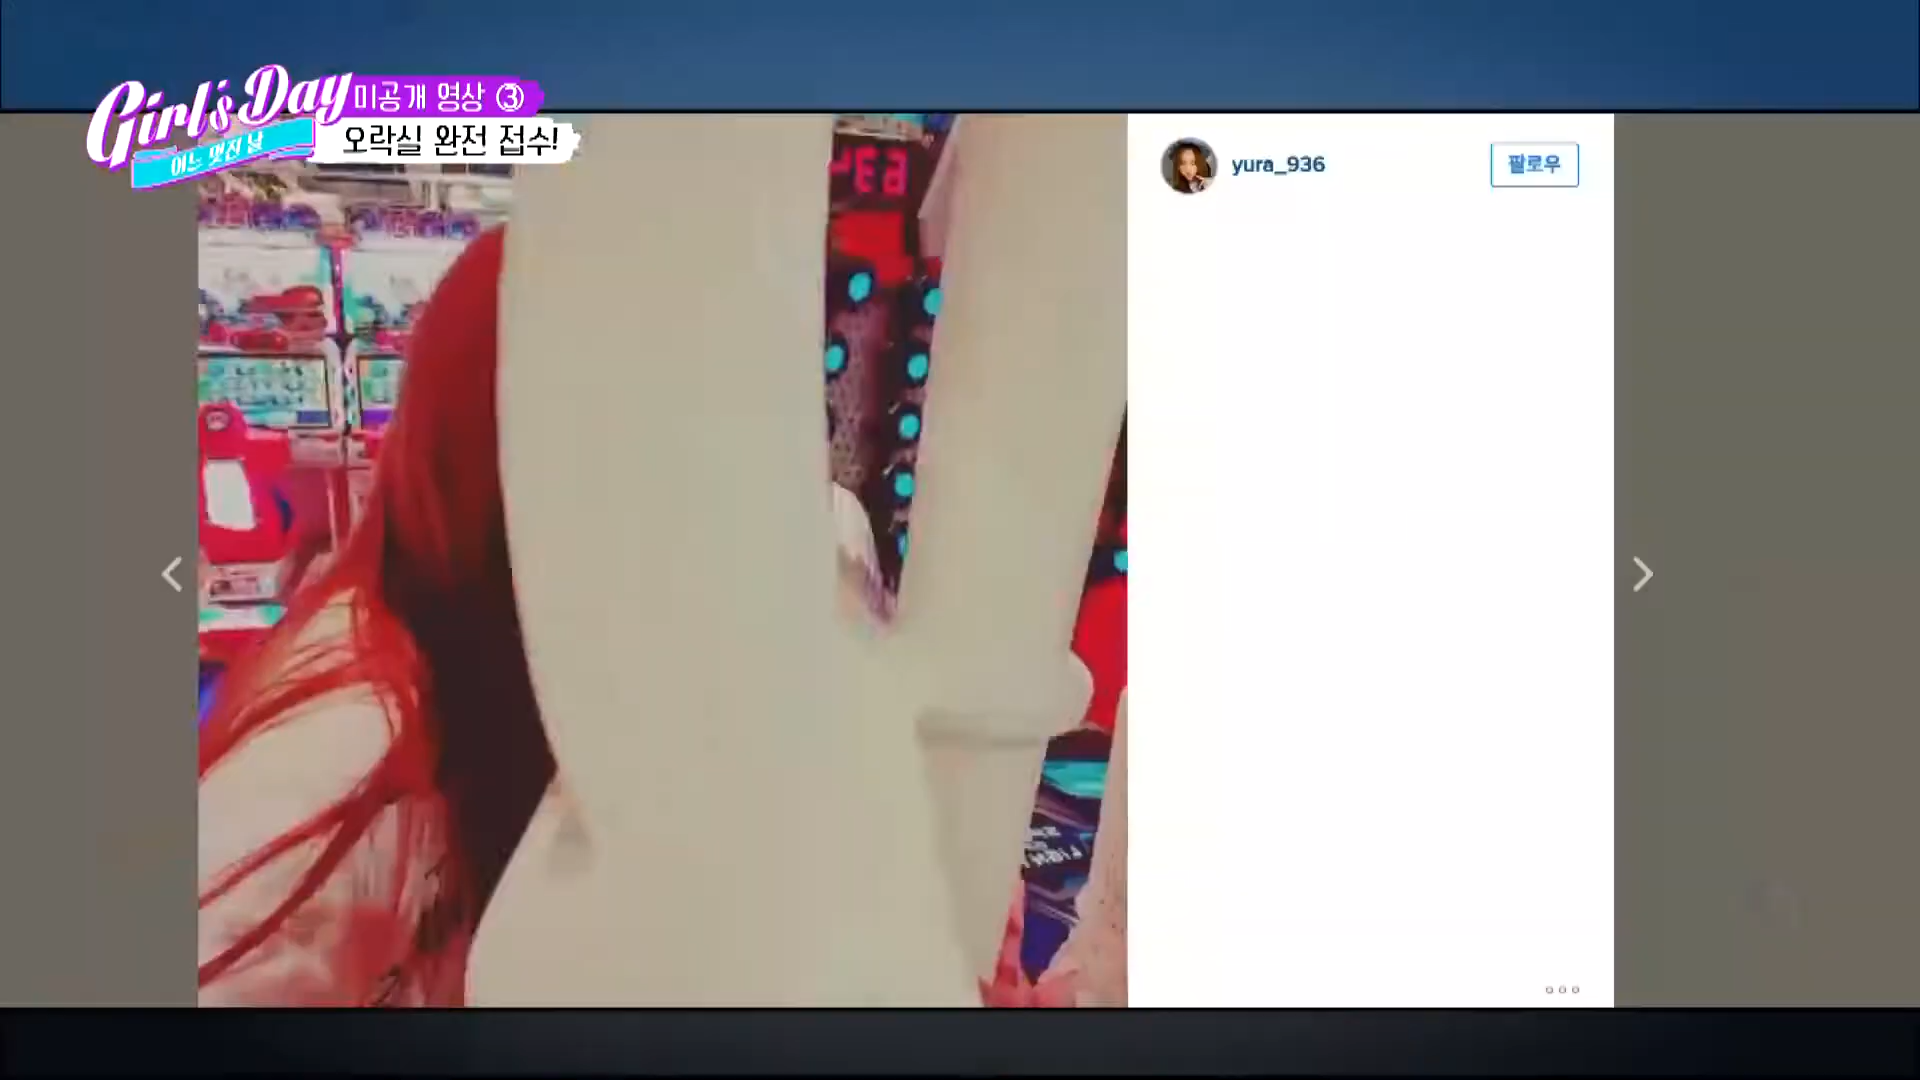 Girl's Day
어느 멋진 날
미공개 영상 ③
오락실 완전 접수!
yura_936
팔로우